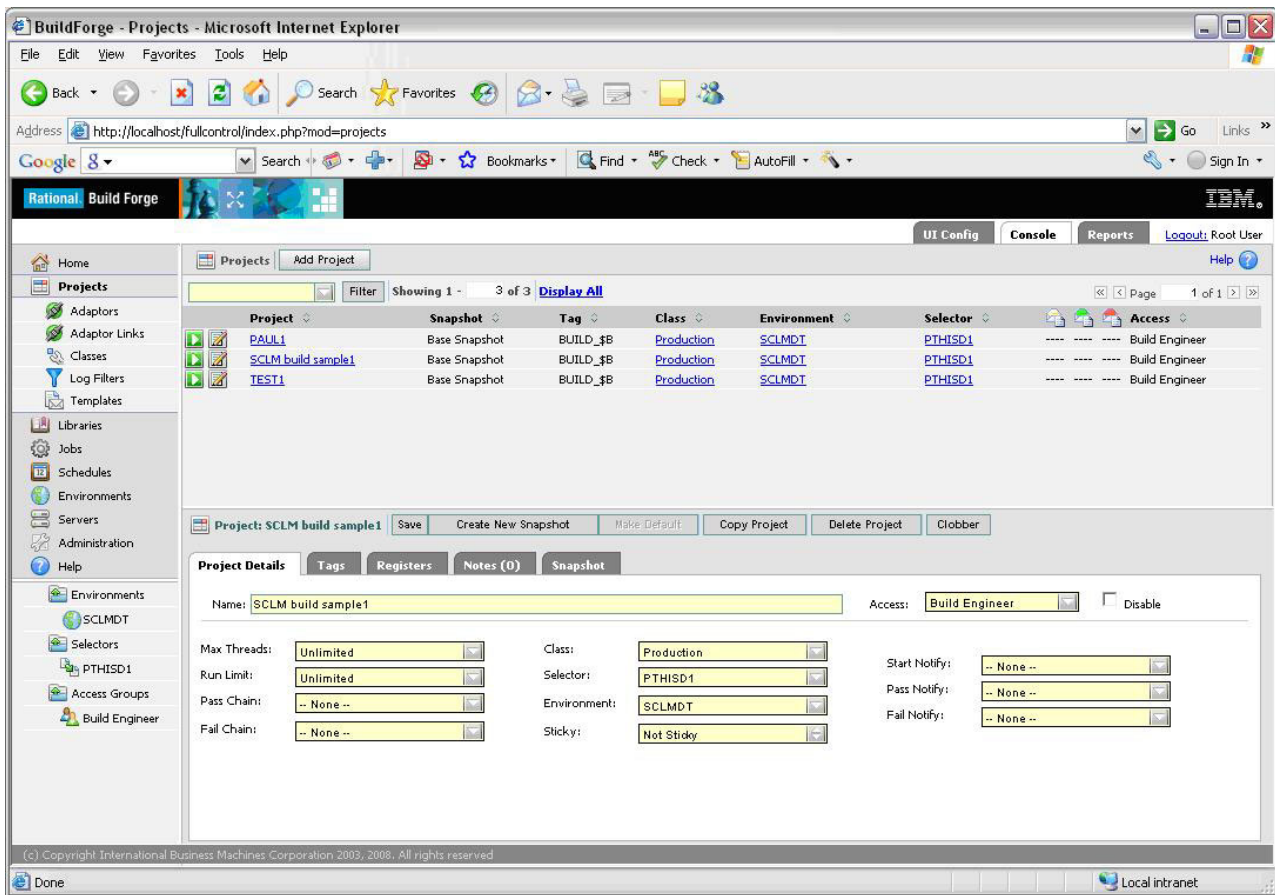 BuildForge - Projects - Microsoft Internet Explorer
File Edit View Favorites Tools Help
Back Search Favorites
Address http://localhost/fullcontrol/index.php?mod=projects Go Links »
Google Search Bookmarks Find ABC Check AutoFill Sign In
Rational. Build Forge IBM.
UI Config Console Reports Logout: Root User
Home Projects Add Project Help ?
Projects Filter Showing 1 - 3 of 3 Display All Page 1 of 1
Adaptors Project Snapshot Tag Class Environment Selector Access
Adaptor Links PAUL1 Base Snapshot BUILD_$B Production SCLMDT PTHISD1 ---- ---- ---- Build Engineer
Classes SCLM build sample1 Base Snapshot BUILD_$B Production SCLMDT PTHISD1 ---- ---- ---- Build Engineer
Log Filters TEST1 Base Snapshot BUILD_$B Production SCLMDT PTHISD1 ---- ---- ---- Build Engineer
Templates
Libraries
Jobs
12 Schedules
Environments
Servers Project: SCLM build sample1 Save Create New Snapshot Make Default Copy Project Delete Project Clobber
Administration
? Help Project Details Tags Registers Notes (0) Snapshot
Environments Name: SCLM build sample1 Access: Build Engineer Disable
SCLMDT
Selectors Max Threads: Unlimited Class: Production Start Notify: -- None --
PTHISD1 Run Limit: Unlimited Selector: PTHISD1 Pass Notify: -- None --
Access Groups Pass Chain: -- None -- Environment: SCLMDT Fail Notify: -- None --
Build Engineer Fail Chain: -- None -- Sticky: Not Sticky
(c) Copyright International Business Machines Corporation 2003, 2008. All rights reserved
Done Local intranet